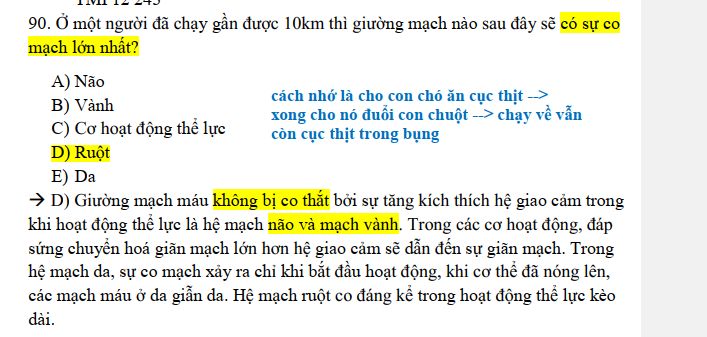 90. Ở một người đã chạy gần được 10km thì giường mạch nào sau đây sẽ có sự co
mạch lớn nhất?
A) Não
B) Vành
C) Cơ hoạt động thể lực
D) Ruột
E) Da
cách nhớ là cho con chó ăn cục thịt -->
xong cho nó đuổi con chuột --> chạy về vẫn
còn cục thịt trong bụng
→ D) Giường mạch máu không bị co thắt bởi sự tăng kích thích hệ giao cảm trong
khi hoạt động thể lực là hệ mạch não và mạch vành. Trong các cơ hoạt động, đáp
sứng chuyển hoá giãn mạch lớn hơn hệ giao cảm sẽ dẫn đến sự giãn mạch. Trong
hệ mạch da, sự co mạch xảy ra chỉ khi bắt đầu hoạt động, khi cơ thể đã nóng lên,
các mạch máu ở da giẫn da. Hệ mạch ruột co đáng kể trong hoạt động thể lực kèo
dài.